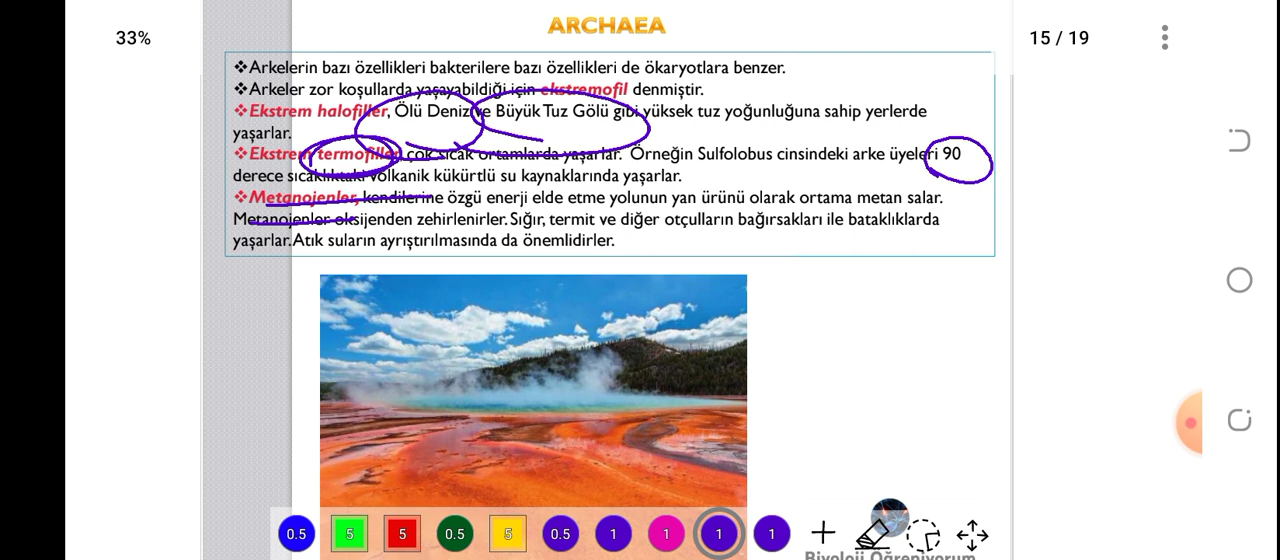 ARCHAEA
33%
15 / 19
❖Arkelerin bazı özellikleri bakterilere bazı özellikleri de ökaryotlara benzer.
❖Arkeler zor koşullarda yaşayabildiği için ekstremofil denmiştir.
❖Ekstrem halofiller, Ölü Deniz ve Büyük Tuz Gölü gibi yüksek tuz yoğunluğuna sahip yerlerde
yaşarlar.
❖Ekstrem termofiller çok sıcak ortamlarda yaşarlar. Örneğin Sulfolobus cinsindeki arke üyeleri 90
derece sıcaklıktaki volkanik kükürtlü su kaynaklarında yaşarlar.
❖Metanojenler, kendilerine özgü enerji elde etme yolunun yan ürünü olarak ortama metan salar.
Metanojenler oksijenden zehirlenirler. Sığır, termit ve diğer otçulların bağırsakları ile bataklıklarda
yaşarlar.Atık suların ayrıştırılmasında da önemlidirler.
0.5 5 5 0.5 5 0.5 1 1 1 1
Biyoloji Öğreniyorum